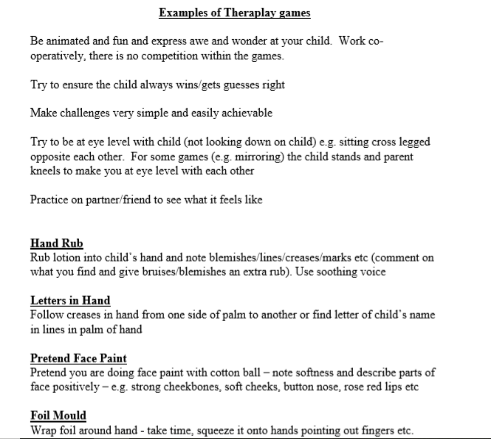 Examples of Theraplay games
Be animated and fun and express awe and wonder at your child.  Work co-
operatively, there is no competition within the games.
Try to ensure the child always wins/gets guesses right
Make challenges very simple and easily achievable
Try to be at eye level with child (not looking down on child) e.g. sitting cross legged
opposite each other.  For some games (e.g. mirroring) the child stands and parent
kneels to make you at eye level with each other
Practice on partner/friend to see what it feels like
Hand Rub
Rub lotion into child's hand and note blemishes/lines/creases/marks etc (comment on
what you find and give bruises/blemishes an extra rub). Use soothing voice
Letters in Hand
Follow creases in hand from one side of palm to another or find letter of child's name
in lines in palm of hand
Pretend Face Paint
Pretend you are doing face paint with cotton ball – note softness and describe parts of
face positively – e.g. strong cheekbones, soft cheeks, button nose, rose red lips etc
Foil Mould
Wrap foil around hand - take time, squeeze it onto hands pointing out fingers etc.